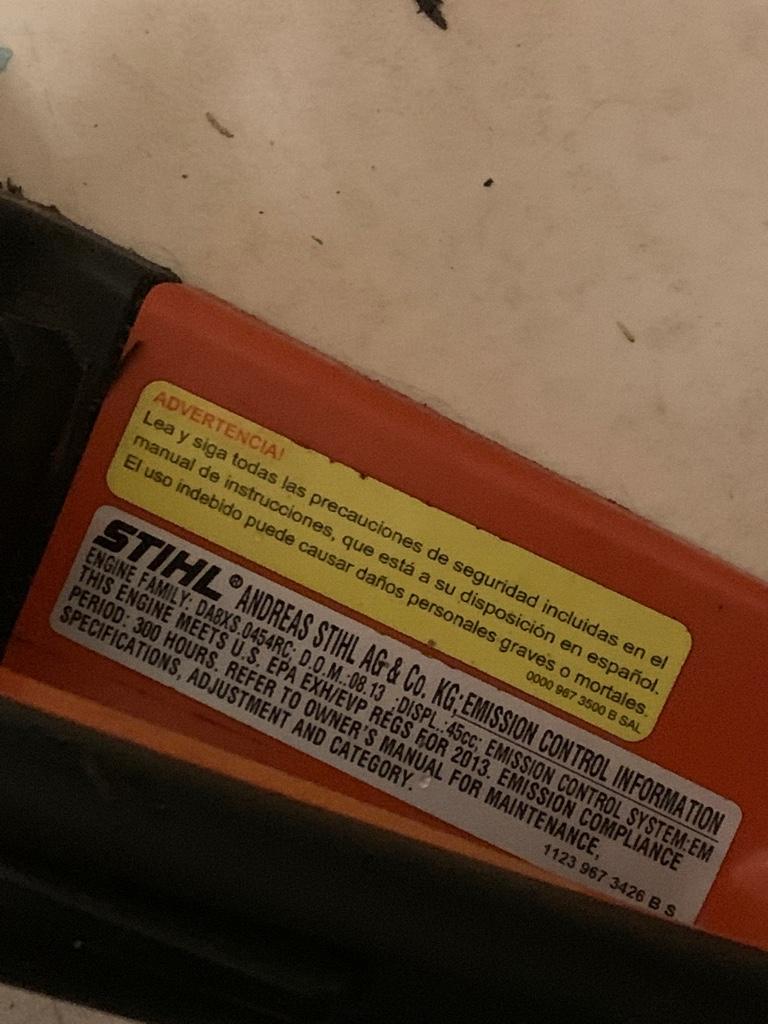 ADVERTENCIA!
Lea y siga todas las precauciones de seguridad incluidas en el
manual de instrucciones, que está a su disposición en español.
El uso indebido puede causar daños personales graves o mortales.
0000 967 3500 B SAL
STIHL® ANDREAS STIHL AG & Co. KG; EMISSION CONTROL INFORMATION
ENGINE FAMILY: DA8XS.0454RC; D.O.M.:08.13 ; DISPL.:45cc; EMISSION CONTROL SYSTEM:EM
THIS ENGINE MEETS U.S. EPA EXH/EVP REGS FOR 2013. EMISSION COMPLIANCE
PERIOD: 300 HOURS. REFER TO OWNER'S MANUAL FOR MAINTENANCE,
SPECIFICATIONS, ADJUSTMENT AND CATEGORY.
1123 967 3426 B S